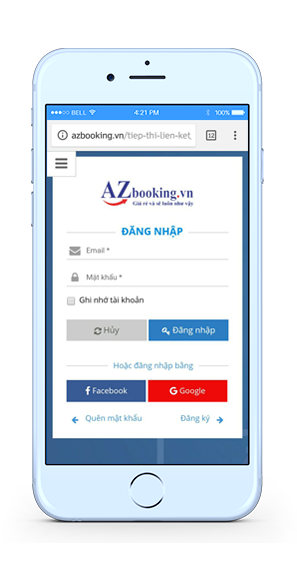 BELL 4:21 PM 100%
azbooking.vn/tiep-thi-lien-ket, 12
AZbooking.vn
Giá rẻ và sẽ luôn như vậy
ĐĂNG NHẬP
Email *
Mật khẩu *
Ghi nhớ tài khoản
Hủy Đăng nhập
Hoặc đăng nhập bằng
Facebook Google
Quên mật khẩu Đăng ký